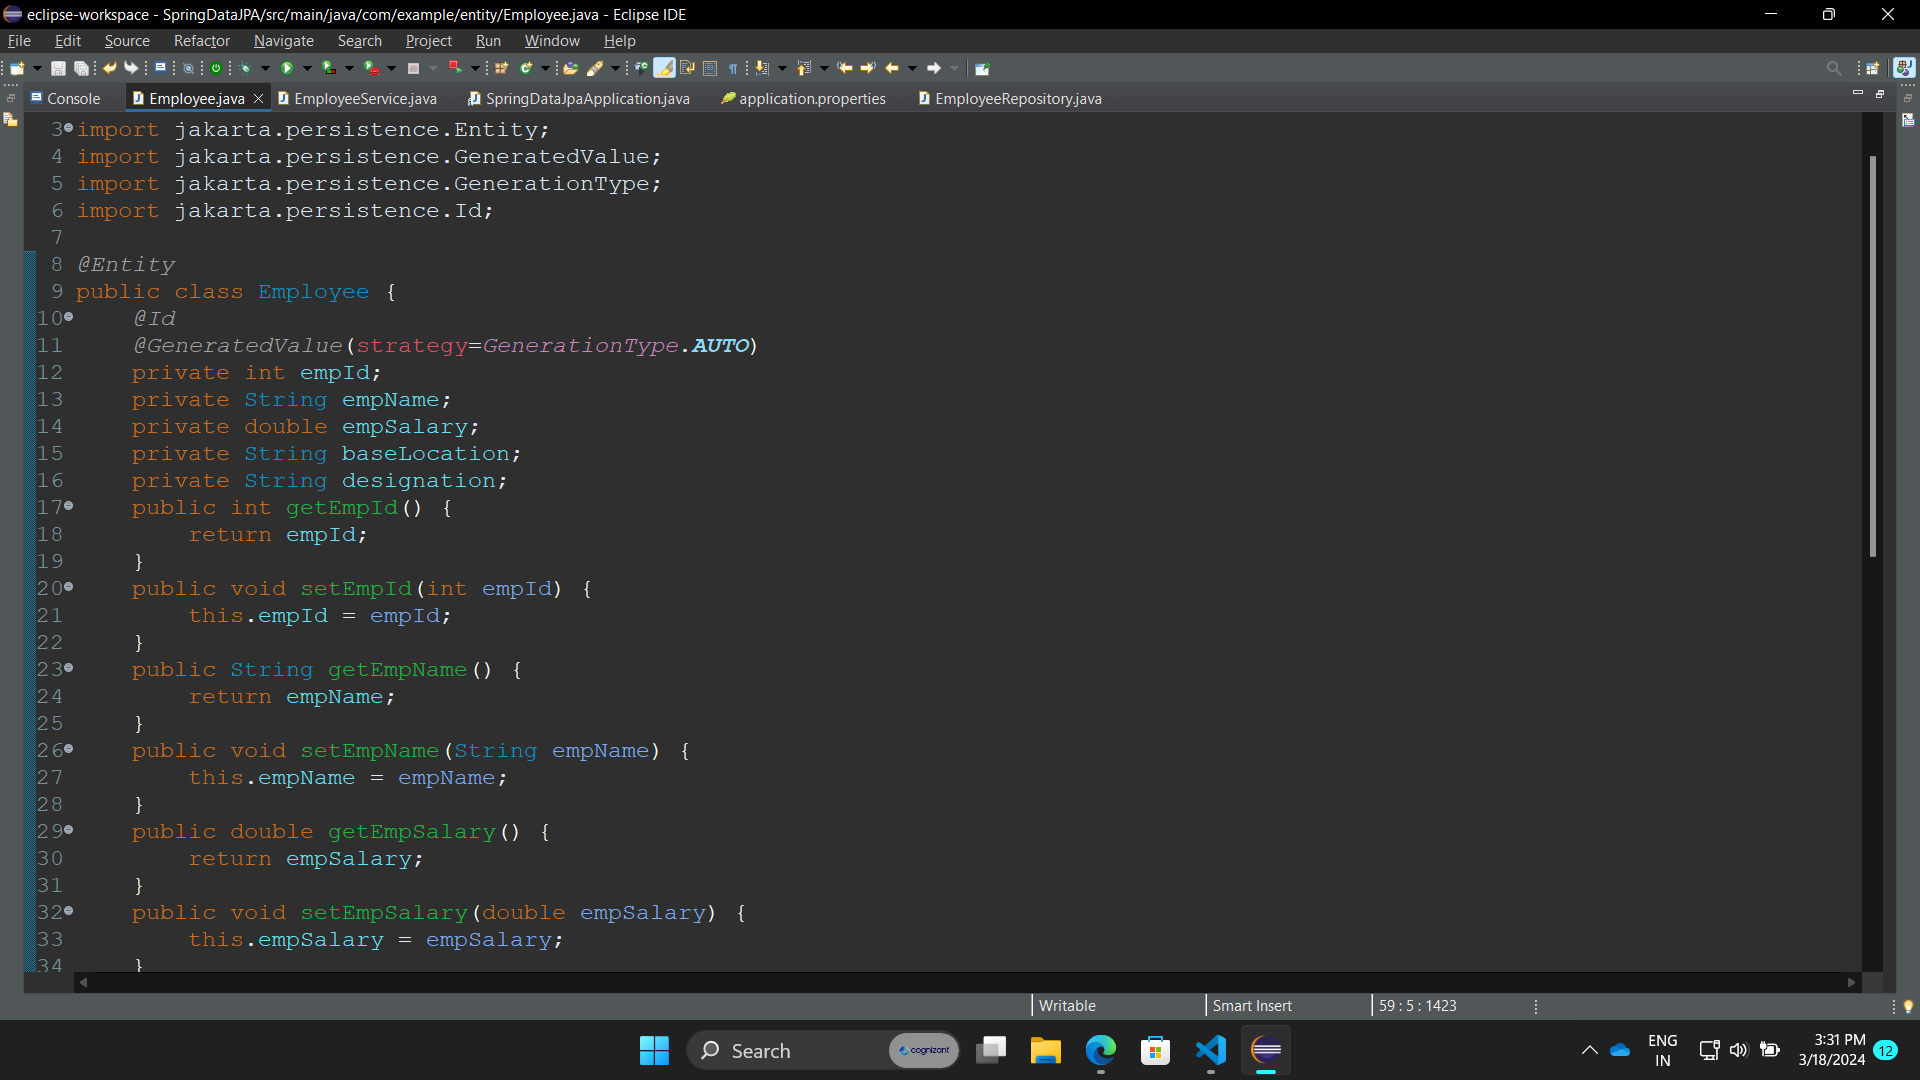 eclipse-workspace - SpringDataJPA/src/main/java/com/example/entity/Employee.java - Eclipse IDE
File Edit Source Refactor Navigate Search Project Run Window Help
Console Employee.java EmployeeService.java SpringDataJpaApplication.java application.properties EmployeeRepository.java
3 import jakarta.persistence.Entity;
4 import jakarta.persistence.GeneratedValue;
5 import jakarta.persistence.GenerationType;
6 import jakarta.persistence.Id;
7
8 @Entity
9 public class Employee {
10 @Id
11 @GeneratedValue(strategy=GenerationType.AUTO)
12 private int empId;
13 private String empName;
14 private double empSalary;
15 private String baseLocation;
16 private String designation;
17 public int getEmpId() {
18 return empId;
19 }
20 public void setEmpId(int empId) {
21 this.empId = empId;
22 }
23 public String getEmpName() {
24 return empName;
25 }
26 public void setEmpName(String empName) {
27 this.empName = empName;
28 }
29 public double getEmpSalary() {
30 return empSalary;
31 }
32 public void setEmpSalary(double empSalary) {
33 this.empSalary = empSalary;
34 }
Writable Smart Insert 59 : 5 : 1423
Search cognizant ENG 3:31 PM
IN 3/18/2024 12